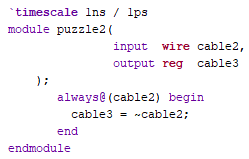 `timescale 1ns / 1ps
module puzzle2(
input wire cable2,
output reg cable3
);
always@(cable2) begin
cable3 = ~cable2;
end
endmodule